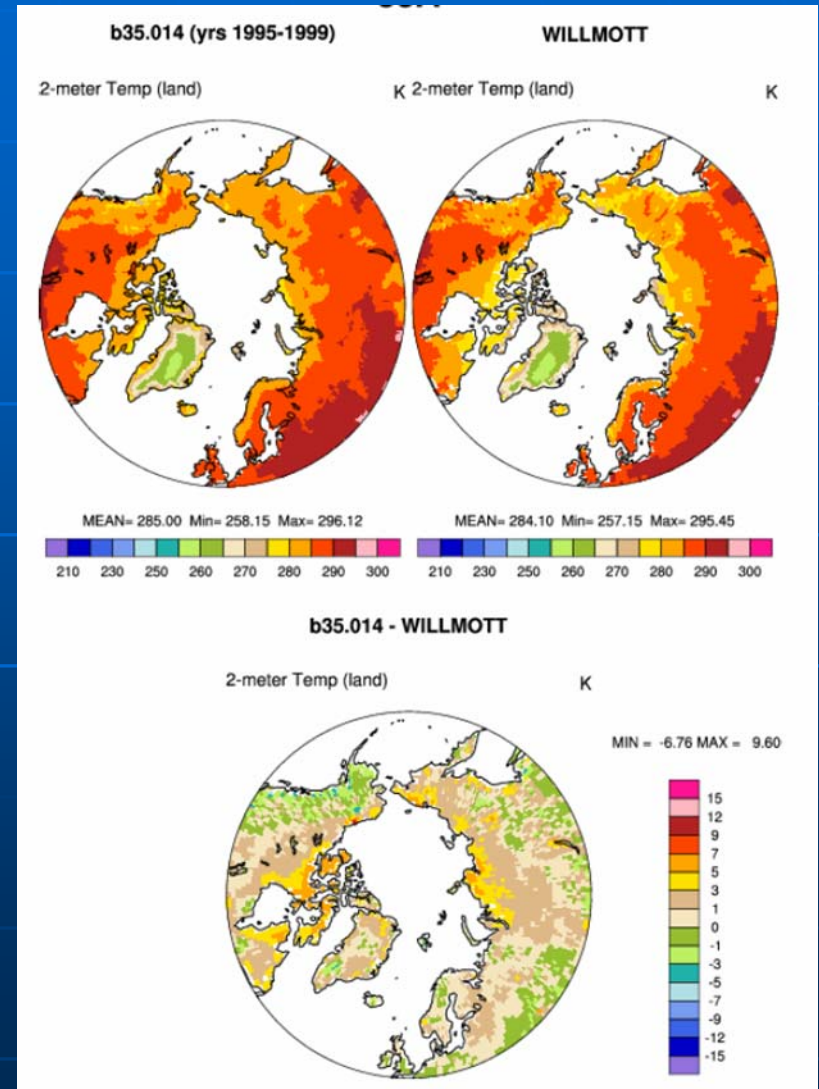 b35.014 (yrs 1995-1999)
WILLMOTT
2-meter Temp (land) K
2-meter Temp (land) K
MEAN= 285.00 Min= 258.15 Max= 296.12
MEAN= 284.10 Min= 257.15 Max= 295.45
210 230 250 260 270 280 290 300
210 230 250 260 270 280 290 300
b35.014 - WILLMOTT
2-meter Temp (land) K
MIN = -6.76 MAX = 9.60
15
12
9
7
5
3
1
0
-1
-3
-5
-7
-9
-12
-15